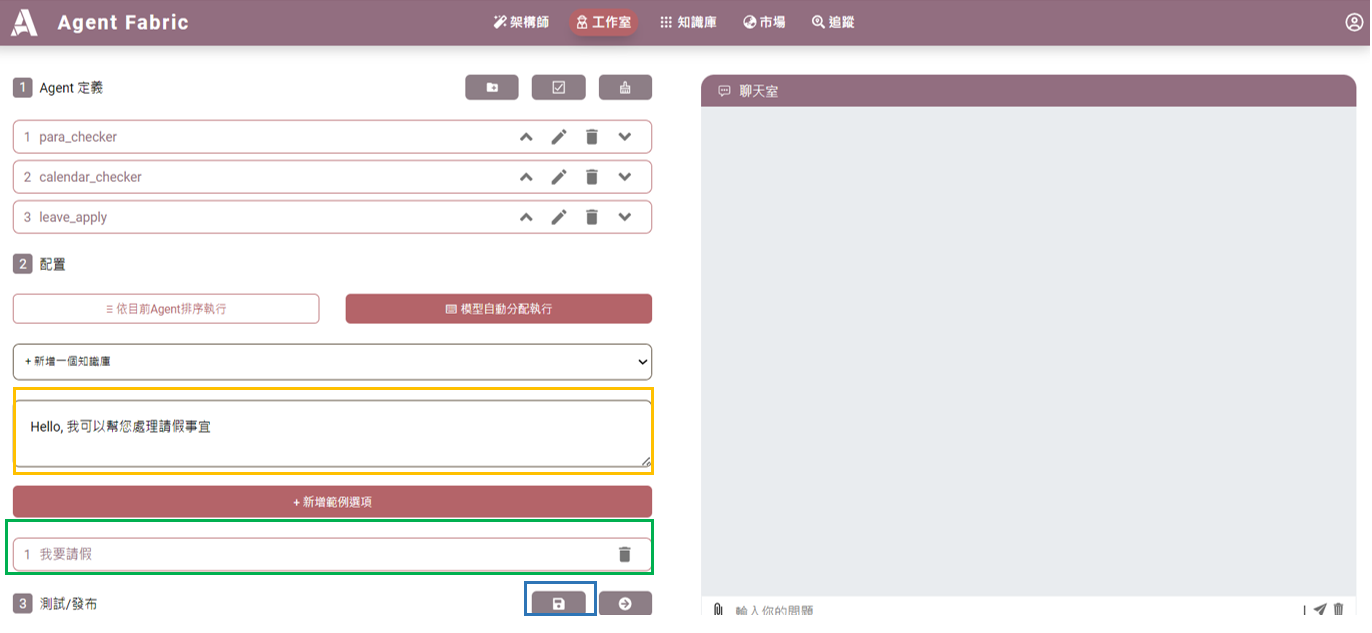 Agent Fabric
架構師
工作室
知識庫
市場
追蹤
1 Agent 定義
1 para_checker
2 calendar_checker
3 leave_apply
2 配置
依目前Agent排序執行
模型自動分配執行
+ 新增一個知識庫
Hello, 我可以幫您處理請假事宜
+ 新增範例選項
1 我要請假
3 測試/發布
聊天室
輸入你的問題